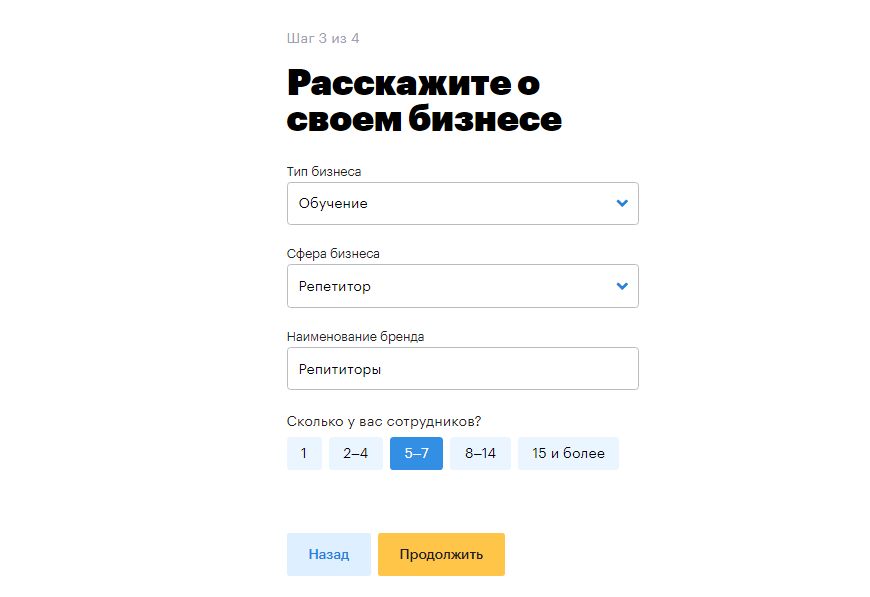 Шаг 3 из 4
Расскажите о
своем бизнесе
Тип бизнеса
Обучение
Сфера бизнеса
Репетитор
Наименование бренда
Репититоры
Сколько у вас сотрудников?
1 2–4 5–7 8–14 15 и более
Назад Продолжить